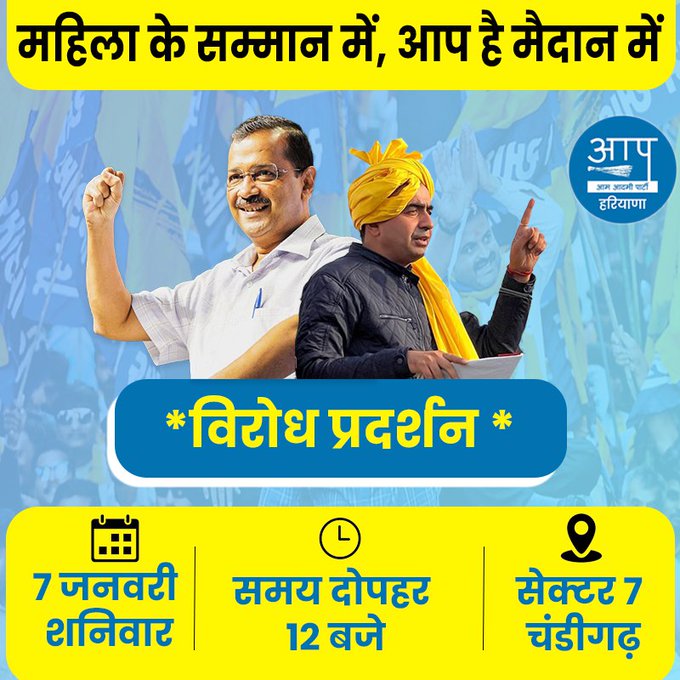 महिला के सम्मान में, आप है मैदान में
आप
आम आदमी पार्टी
हरियाणा
*विरोध प्रदर्शन *
7 जनवरी
शनिवार
समय दोपहर
12 बजे
सेक्टर 7
चंडीगढ़